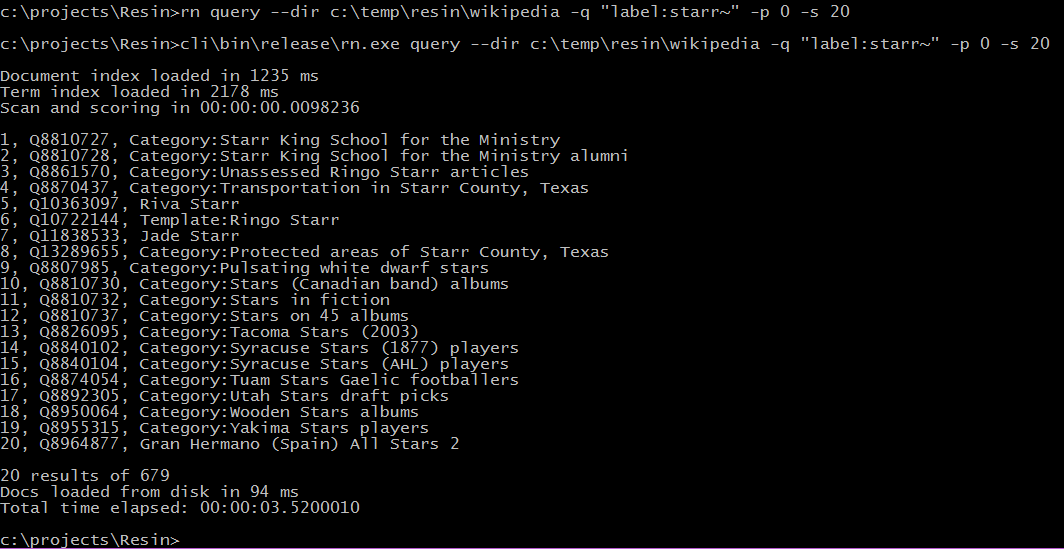 c:\projects\Resin>rn query --dir c:\temp\resin\wikipedia -q "label:starr~" -p 0 -s 20
c:\projects\Resin>cli\bin\release\rn.exe query --dir c:\temp\resin\wikipedia -q "label:starr~" -p 0 -s 20
Document index loaded in 1235 ms
Term index loaded in 2178 ms
Scan and scoring in 00:00:00.0098236
1, Q8810727, Category:Starr King School for the Ministry
2, Q8810728, Category:Starr King School for the Ministry alumni
3, Q8861570, Category:Unassessed Ringo Starr articles
4, Q8870437, Category:Transportation in Starr County, Texas
5, Q10363097, Riva Starr
6, Q10722144, Template:Ringo Starr
7, Q11838533, Jade Starr
8, Q13289655, Category:Protected areas of Starr County, Texas
9, Q8807985, Category:Pulsating white dwarf stars
10, Q8810730, Category:Stars (Canadian band) albums
11, Q8810732, Category:Stars in fiction
12, Q8810737, Category:Stars on 45 albums
13, Q8826095, Category:Tacoma Stars (2003)
14, Q8840102, Category:Syracuse Stars (1877) players
15, Q8840104, Category:Syracuse Stars (AHL) players
16, Q8874054, Category:Tuam Stars Gaelic footballers
17, Q8892305, Category:Utah Stars draft picks
18, Q8950064, Category:Wooden Stars albums
19, Q8955315, Category:Yakima Stars players
20, Q8964877, Gran Hermano (Spain) All Stars 2
20 results of 679
Docs loaded from disk in 94 ms
Total time elapsed: 00:00:03.5200010
c:\projects\Resin>